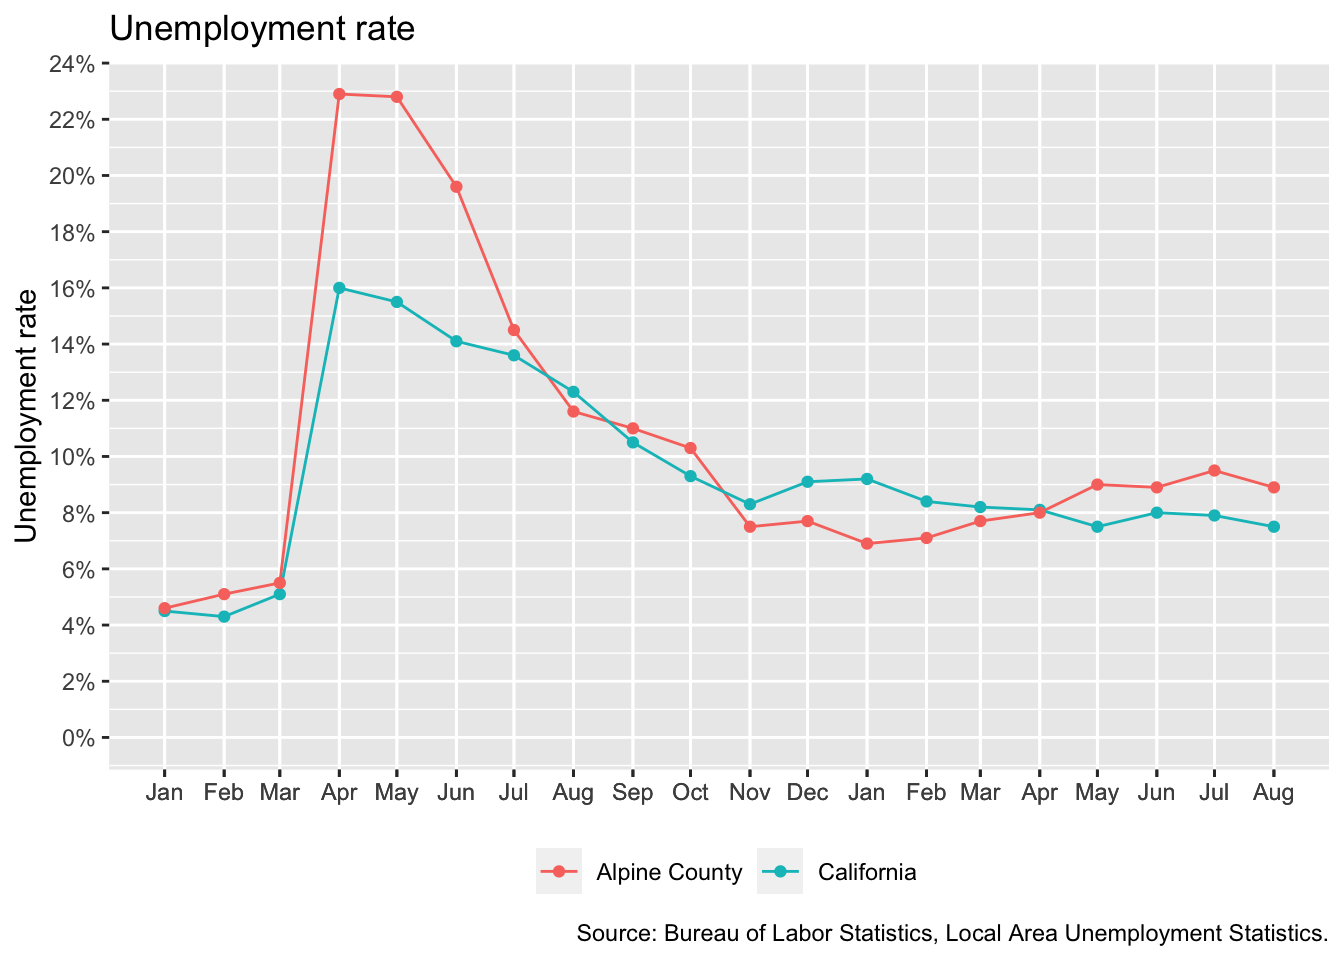 Unemployment rate
Unemployment rate
24%
22%
20%
18%
16%
14%
12%
10%
8%
6%
4%
2%
0%
Jan Feb Mar Apr May Jun Jul Aug Sep Oct Nov Dec Jan Feb Mar Apr May Jun Jul Aug
Alpine County California
Source: Bureau of Labor Statistics, Local Area Unemployment Statistics.